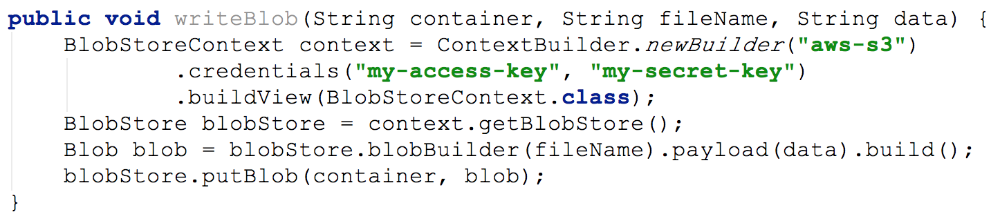 public void writeBlob(String container, String fileName, String data) {
    BlobStoreContext context = ContextBuilder.newBuilder("aws-s3")
            .credentials("my-access-key", "my-secret-key")
            .buildView(BlobStoreContext.class);
    BlobStore blobStore = context.getBlobStore();
    Blob blob = blobStore.blobBuilder(fileName).payload(data).build();
    blobStore.putBlob(container, blob);
}